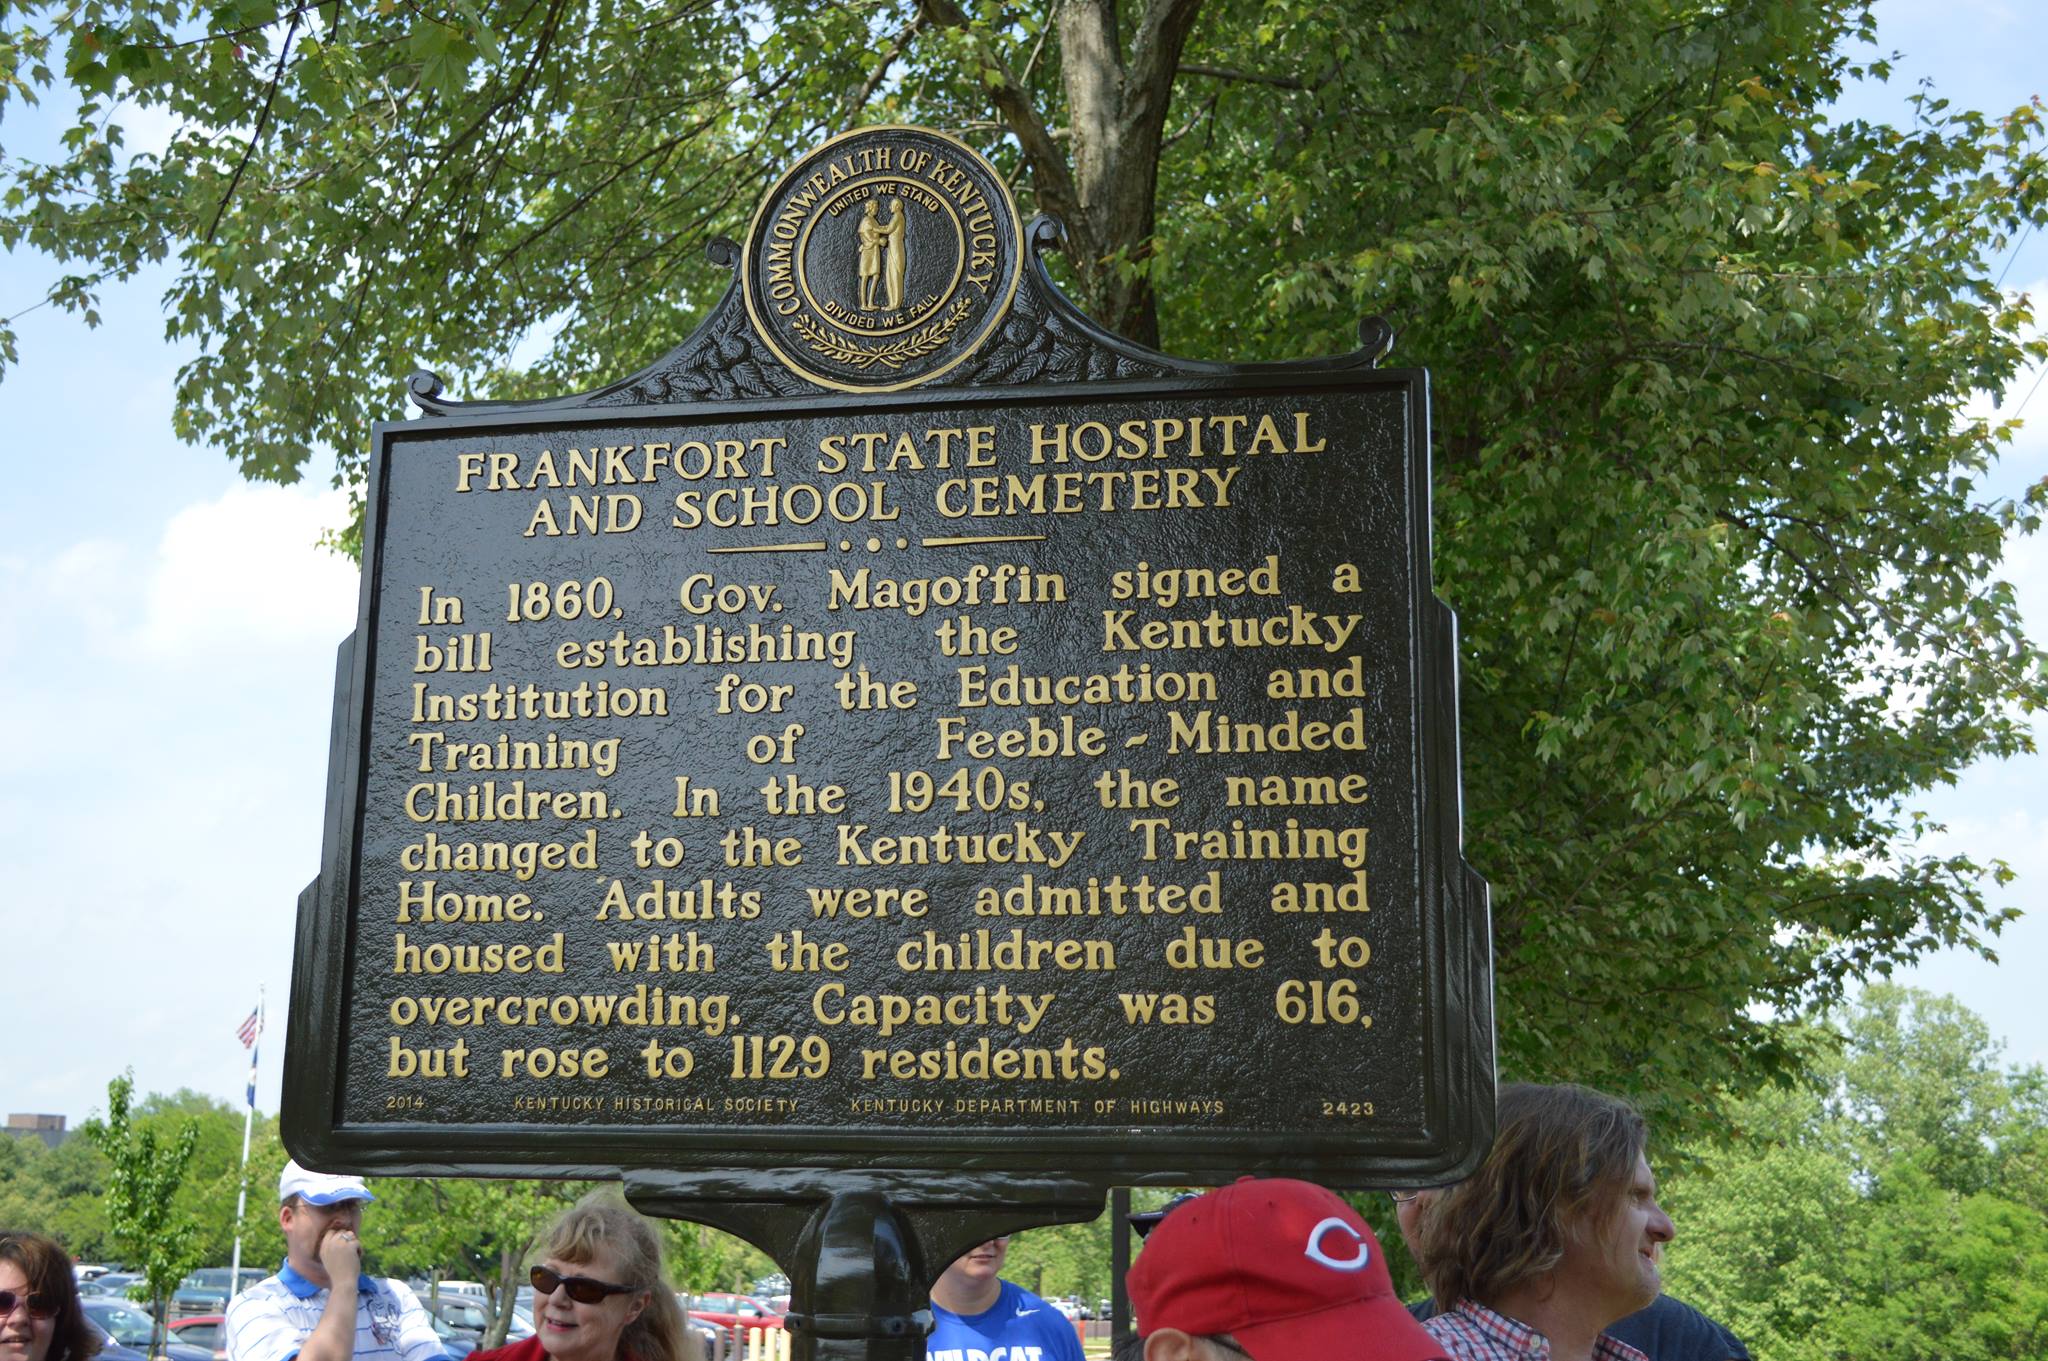 COMMONWEALTH OF KENTUCKY
UNITED WE STAND
DIVIDED WE FALL
FRANKFORT STATE HOSPITAL
AND SCHOOL CEMETERY
In 1860, Gov. Magoffin signed a
bill establishing the Kentucky
Institution for the Education and
Training of Feeble-Minded
Children. In the 1940s, the name
changed to the Kentucky Training
Home. Adults were admitted and
housed with the children due to
overcrowding. Capacity was 616,
but rose to 1129 residents.
2014 KENTUCKY HISTORICAL SOCIETY KENTUCKY DEPARTMENT OF HIGHWAYS 2423
C